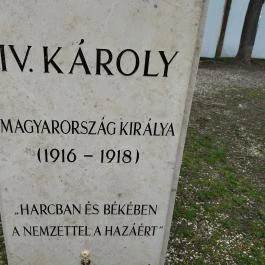 IV. KÁROLY
MAGYARORSZÁG KIRÁLYA
(1916 – 1918)
„HARCBAN ÉS BÉKÉBEN
A NEMZETTEL A HAZÁÉRT”